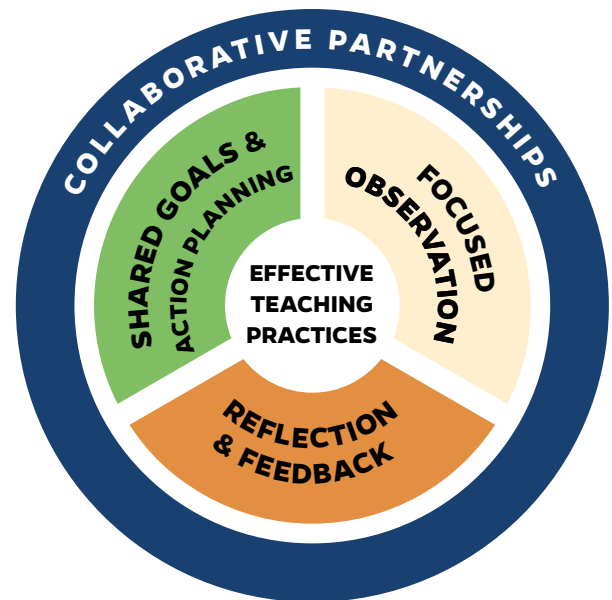 COLLABORATIVE PARTNERSHIPS
SHARED GOALS &
ACTION PLANNING
FOCUSED
OBSERVATION
EFFECTIVE
TEACHING
PRACTICES
REFLECTION
& FEEDBACK